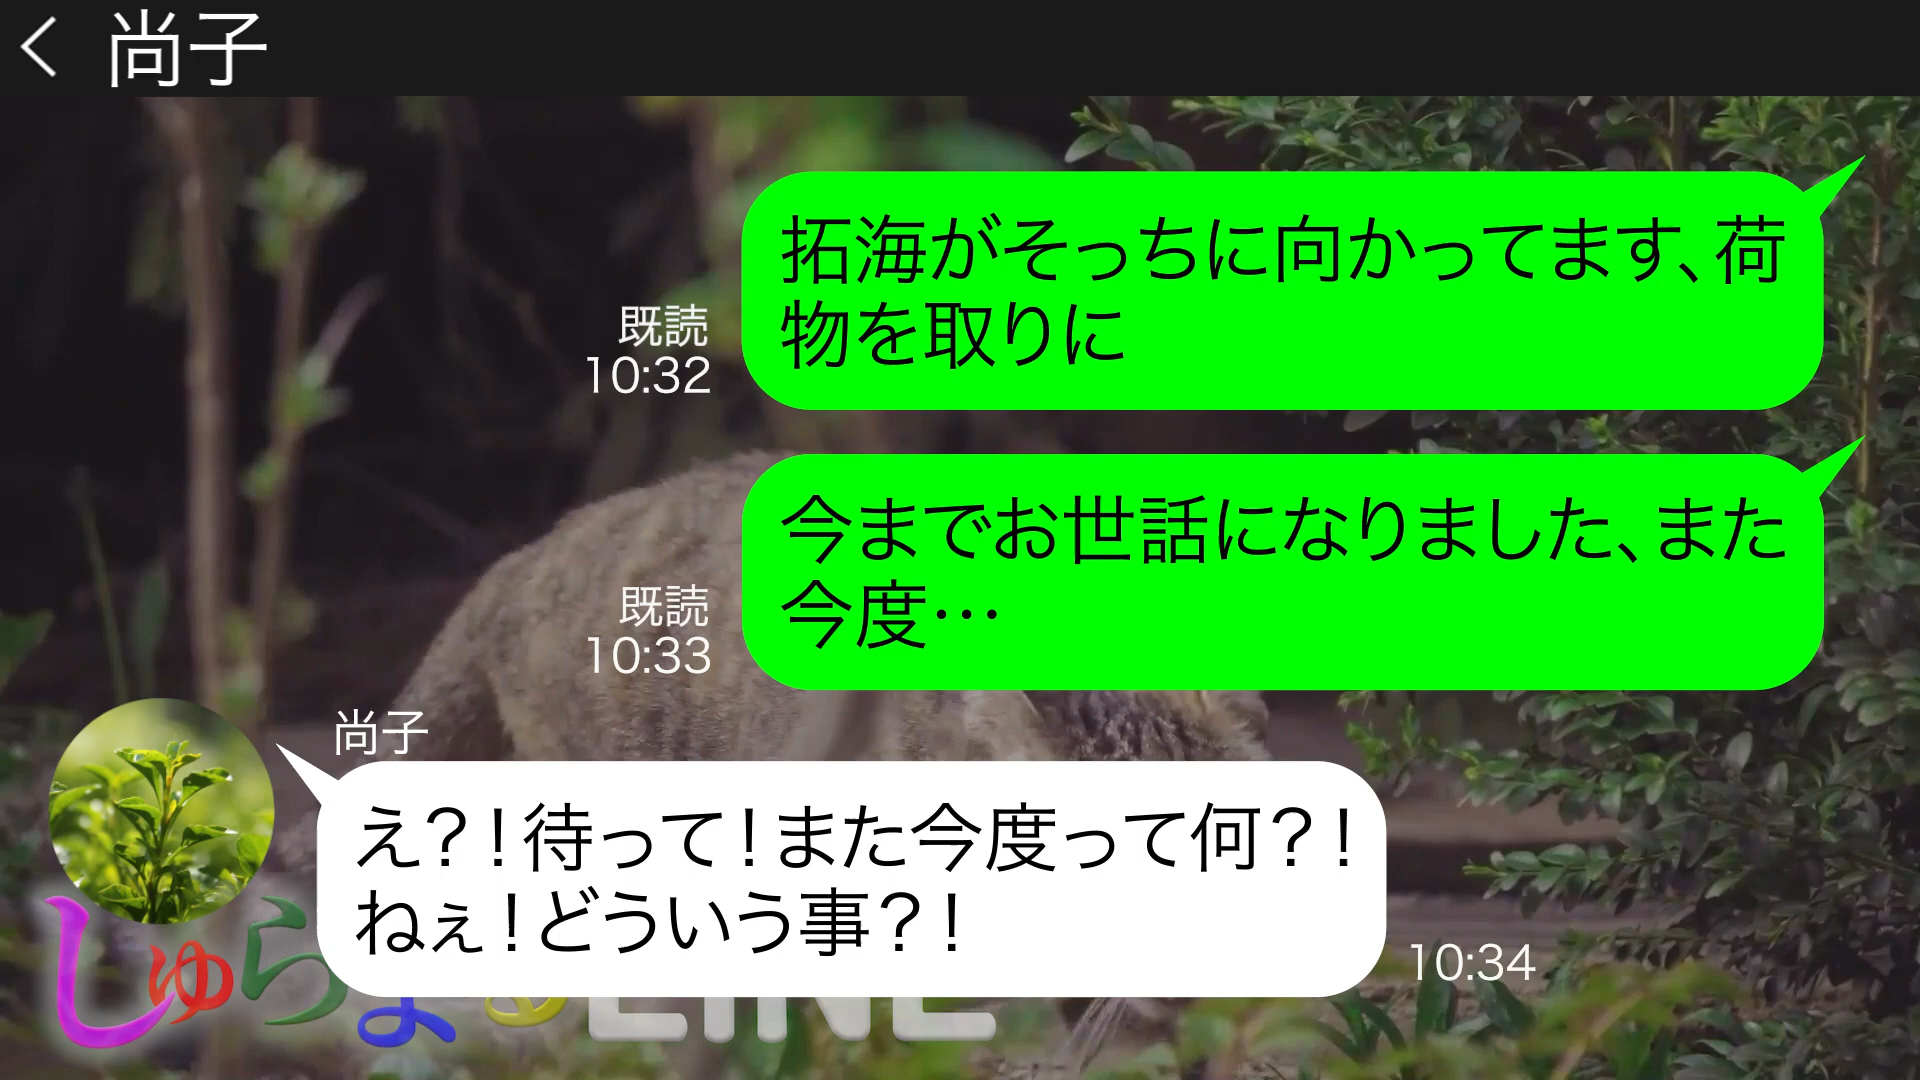 尚子
拓海がそっちに向かってます、荷
物を取りに
既読
10:32
今までお世話になりました、また
今度…
既読
10:33
尚子
え？！待って！また今度って何？！
ねぇ！どういう事？！
10:34
しゅら
LINE